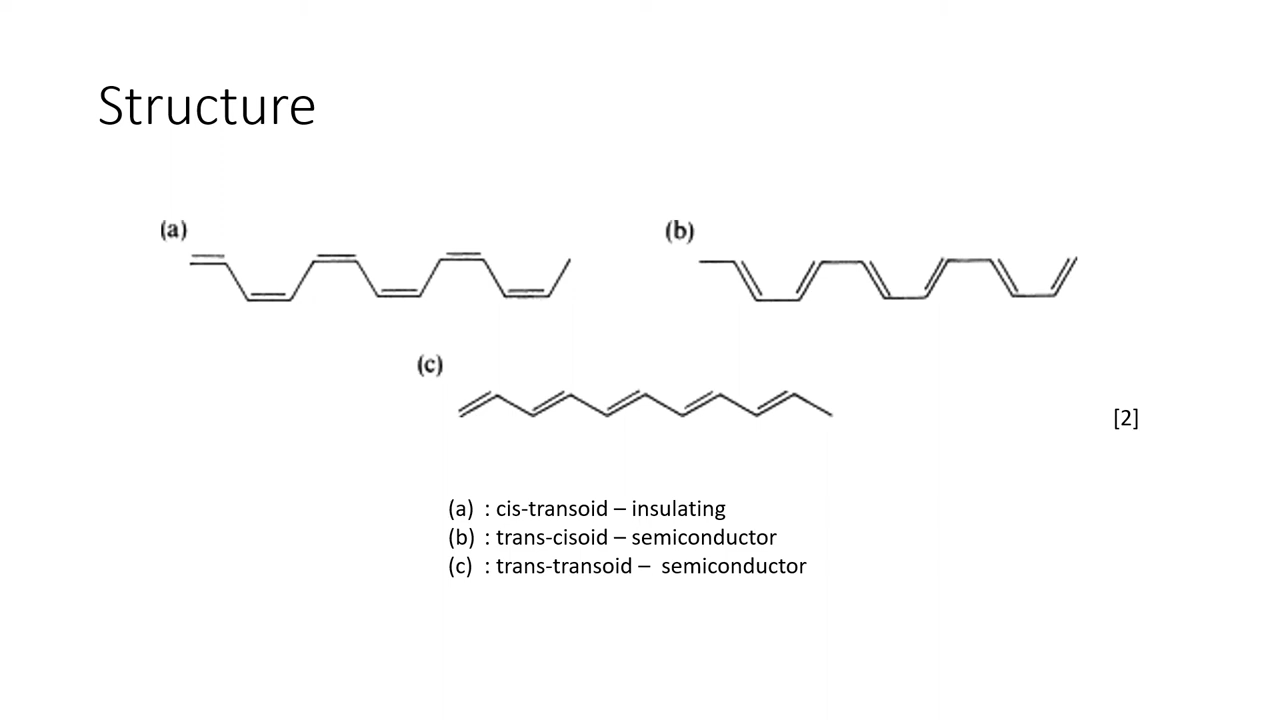 Structure
(a)
(b)
(c)
[2]
(a) : cis-transoid – insulating
(b) : trans-cisoid – semiconductor
(c) : trans-transoid – semiconductor